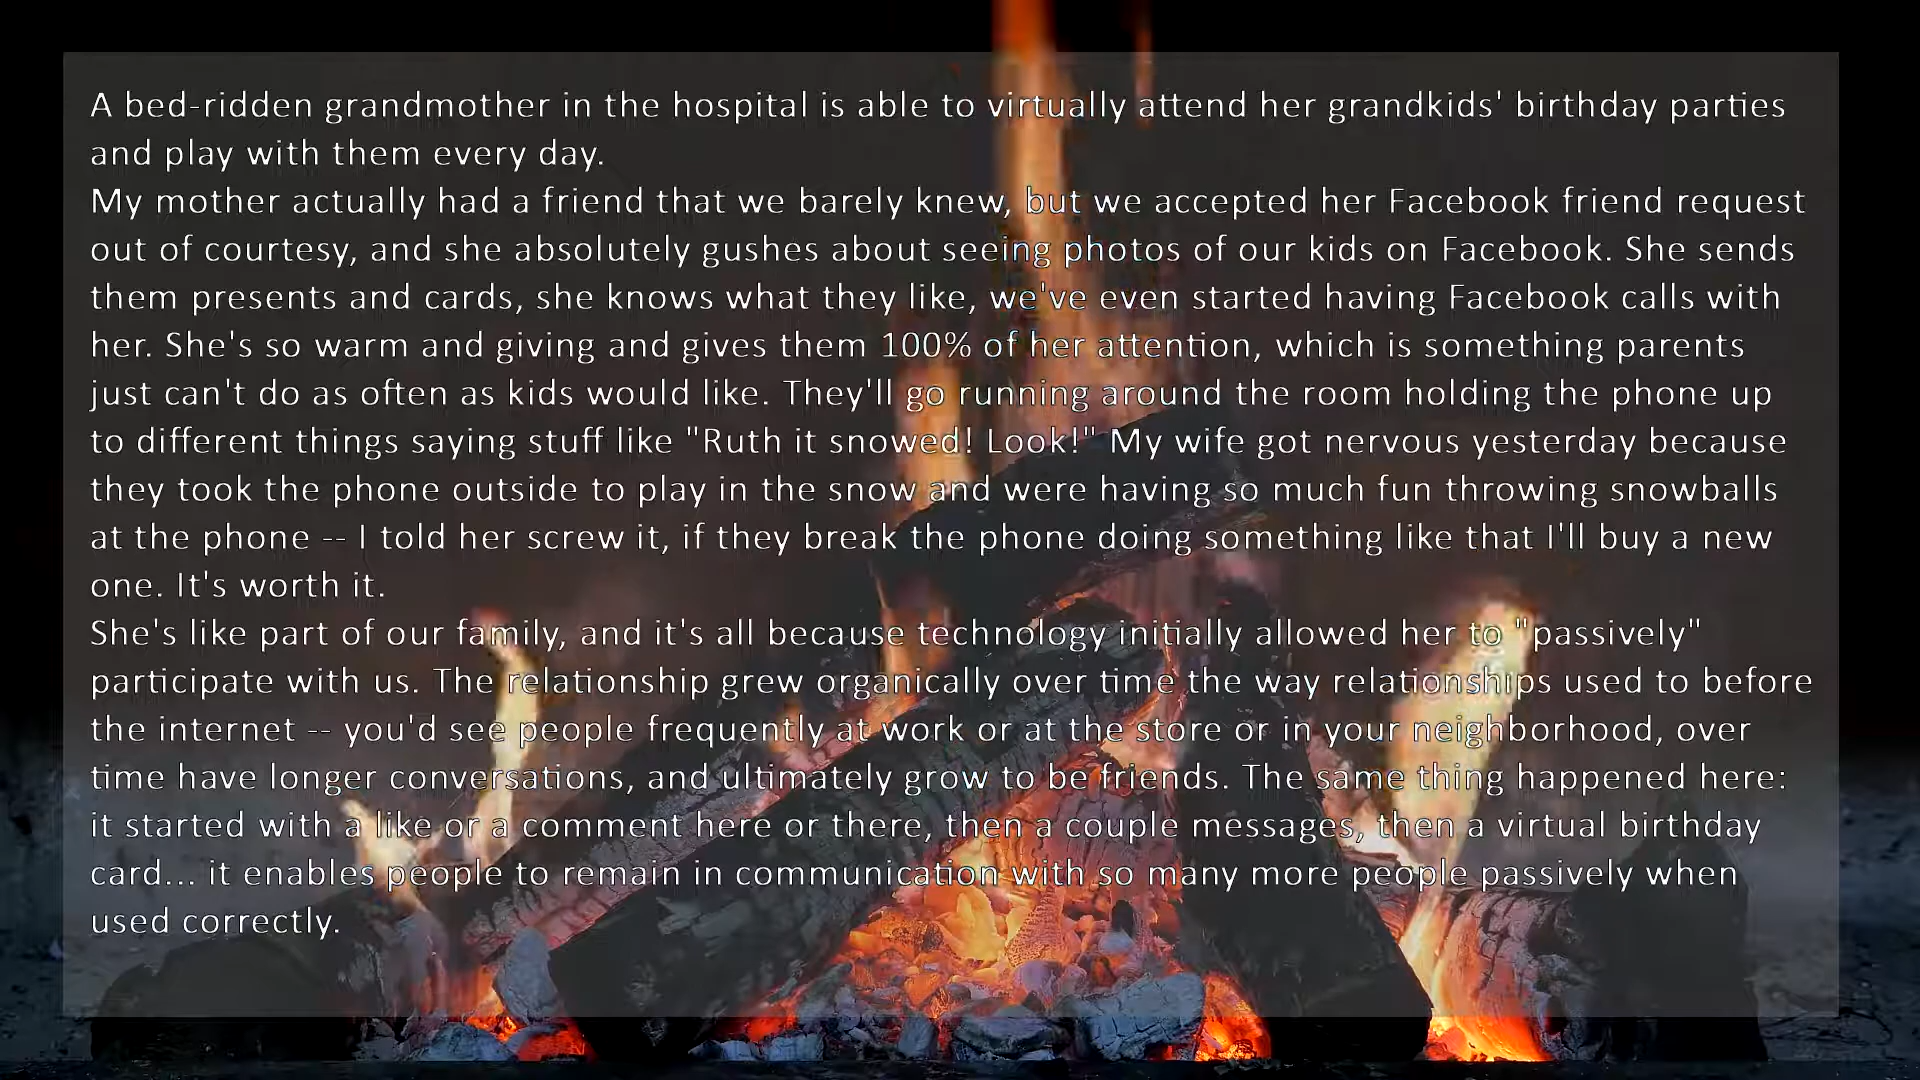 A bed-ridden grandmother in the hospital is able to virtually attend her grandkids' birthday parties
and play with them every day.
My mother actually had a friend that we barely knew, but we accepted her Facebook friend request
out of courtesy, and she absolutely gushes about seeing photos of our kids on Facebook. She sends
them presents and cards, she knows what they like, we've even started having Facebook calls with
her. She's so warm and giving and gives them 100% of her attention, which is something parents
just can't do as often as kids would like. They'll go running around the room holding the phone up
to different things saying stuff like "Ruth it snowed! Look!" My wife got nervous yesterday because
they took the phone outside to play in the snow and were having so much fun throwing snowballs
at the phone -- I told her screw it, if they break the phone doing something like that I'll buy a new
one. It's worth it.
She's like part of our family, and it's all because technology initially allowed her to "passively"
participate with us. The relationship grew organically over time the way relationships used to before
the internet -- you'd see people frequently at work or at the store or in your neighborhood, over
time have longer conversations, and ultimately grow to be friends. The same thing happened here:
it started with a like or a comment here or there, then a couple messages, then a virtual birthday
card... it enables people to remain in communication with so many more people passively when
used correctly.